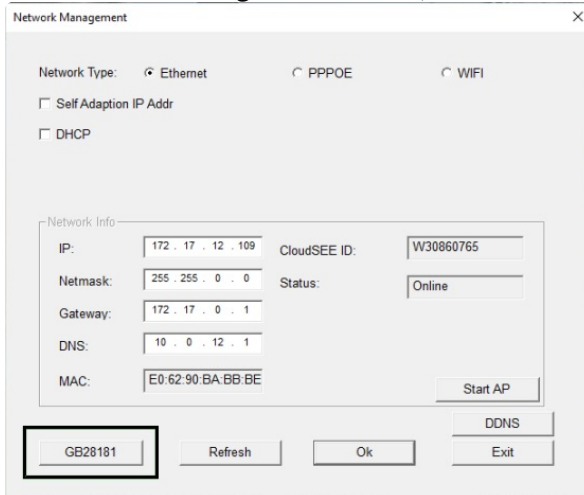 Network Management
Network Type: Ethernet PPPOE WIFI
Self Adaption IP Addr
DHCP
Network Info
IP: 172 . 17 . 12 . 109 CloudSEE ID: W30860765
Netmask: 255 . 255 . 0 . 0 Status: Online
Gateway: 172 . 17 . 0 . 1
DNS: 10 . 0 . 12 . 1
MAC: E0:62:90:BA:BB:BE Start AP
DDNS
GB28181 Refresh Ok Exit